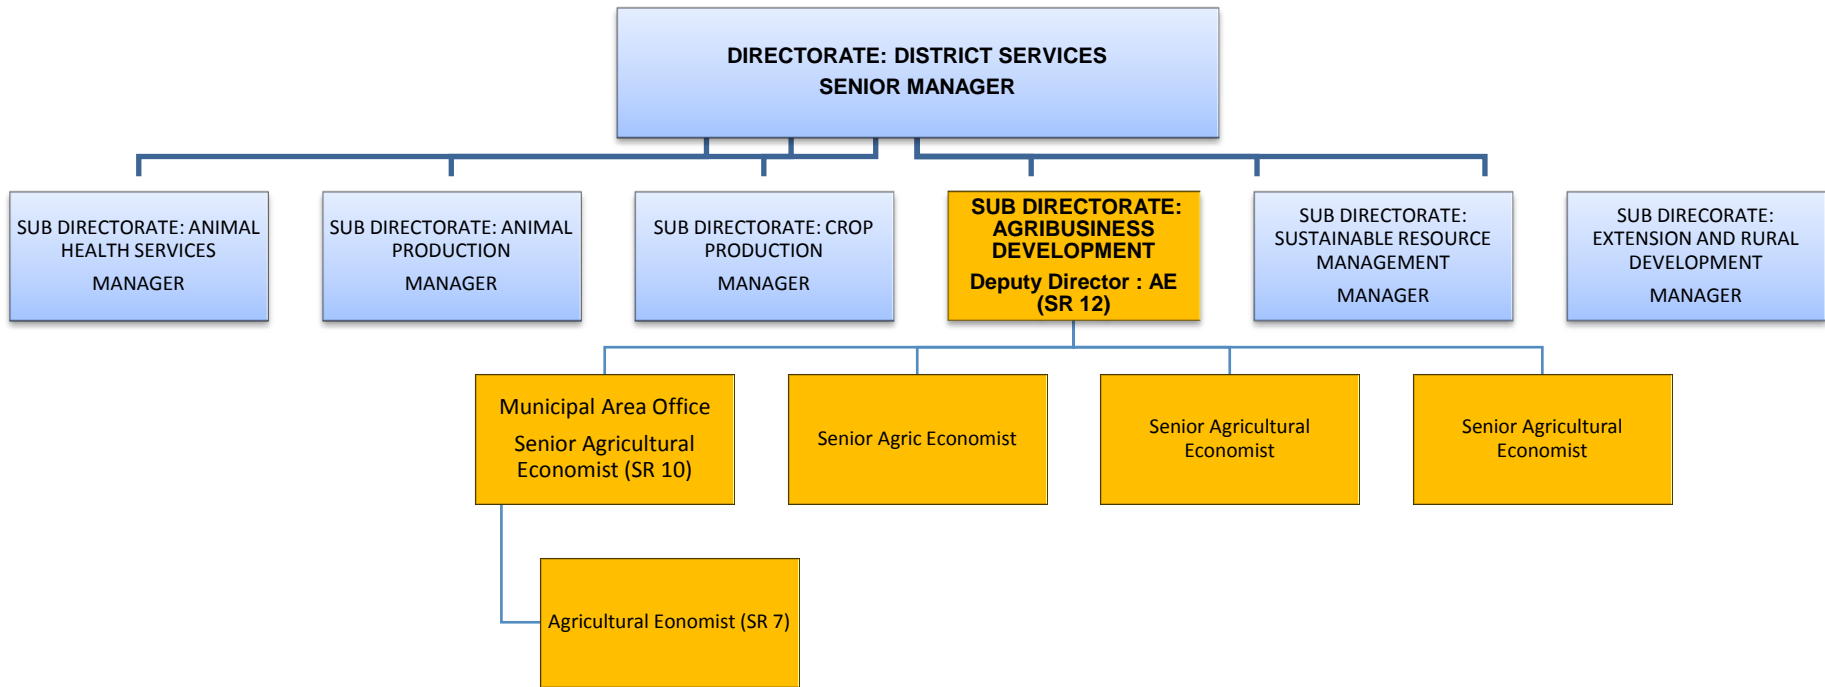 DIRECTORATE: DISTRICT SERVICES
SENIOR MANAGER
SUB DIRECTORATE: ANIMAL
HEALTH SERVICES
MANAGER
SUB DIRECTORATE: ANIMAL
PRODUCTION
MANAGER
SUB DIRECTORATE: CROP
PRODUCTION
MANAGER
SUB DIRECTORATE:
AGRIBUSINESS
DEVELOPMENT
Deputy Director : AE
(SR 12)
SUB DIRECTORATE:
SUSTAINABLE RESOURCE
MANAGEMENT
MANAGER
SUB DIRECORATE:
EXTENSION AND RURAL
DEVELOPMENT
MANAGER
Municipal Area Office
Senior Agricultural
Economist (SR 10)
Senior Agric Economist
Senior Agricultural
Economist
Senior Agricultural
Economist
Agricultural Eonomist (SR 7)